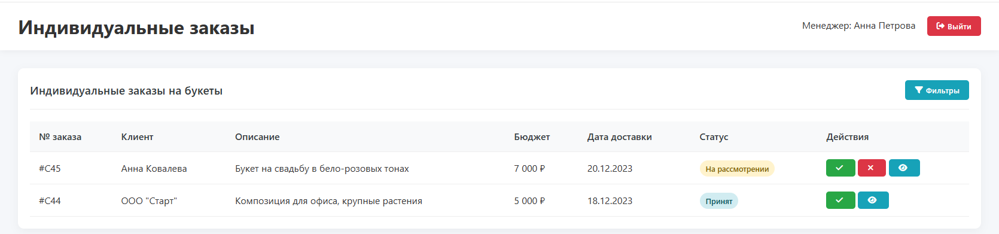 Индивидуальные заказы
Менеджер: Анна Петрова
Выйти
Индивидуальные заказы на букеты
Фильтры
№ заказа Клиент Описание Бюджет Дата доставки Статус Действия
#C45 Анна Ковалева Букет на свадьбу в бело-розовых тонах 7 000 ₽ 20.12.2023 На рассмотрении
#C44 ООО "Старт" Композиция для офиса, крупные растения 5 000 ₽ 18.12.2023 Принят